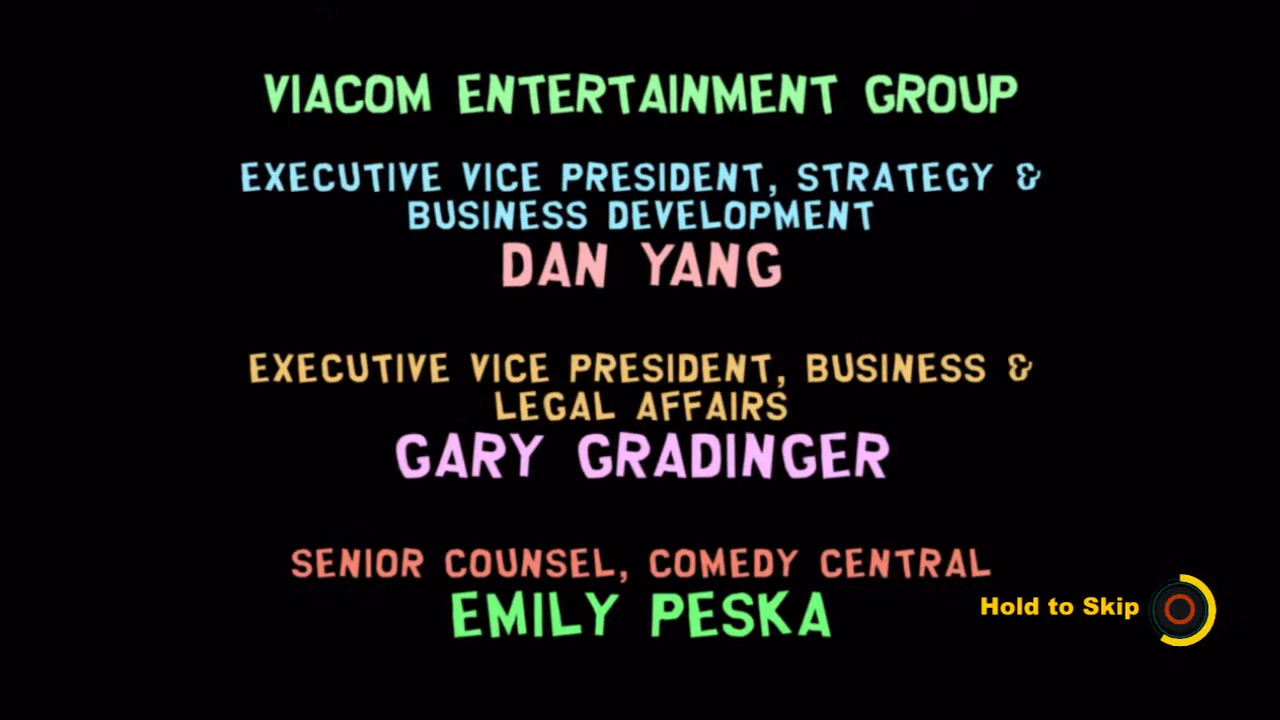 VIACOM ENTERTAINMENT GROUP
EXECUTIVE VICE PRESIDENT, STRATEGY &
BUSINESS DEVELOPMENT
DAN YANG
EXECUTIVE VICE PRESIDENT, BUSINESS &
LEGAL AFFAIRS
GARY GRADINGER
SENIOR COUNSEL, COMEDY CENTRAL
Hold to Skip
EMILY PESKA